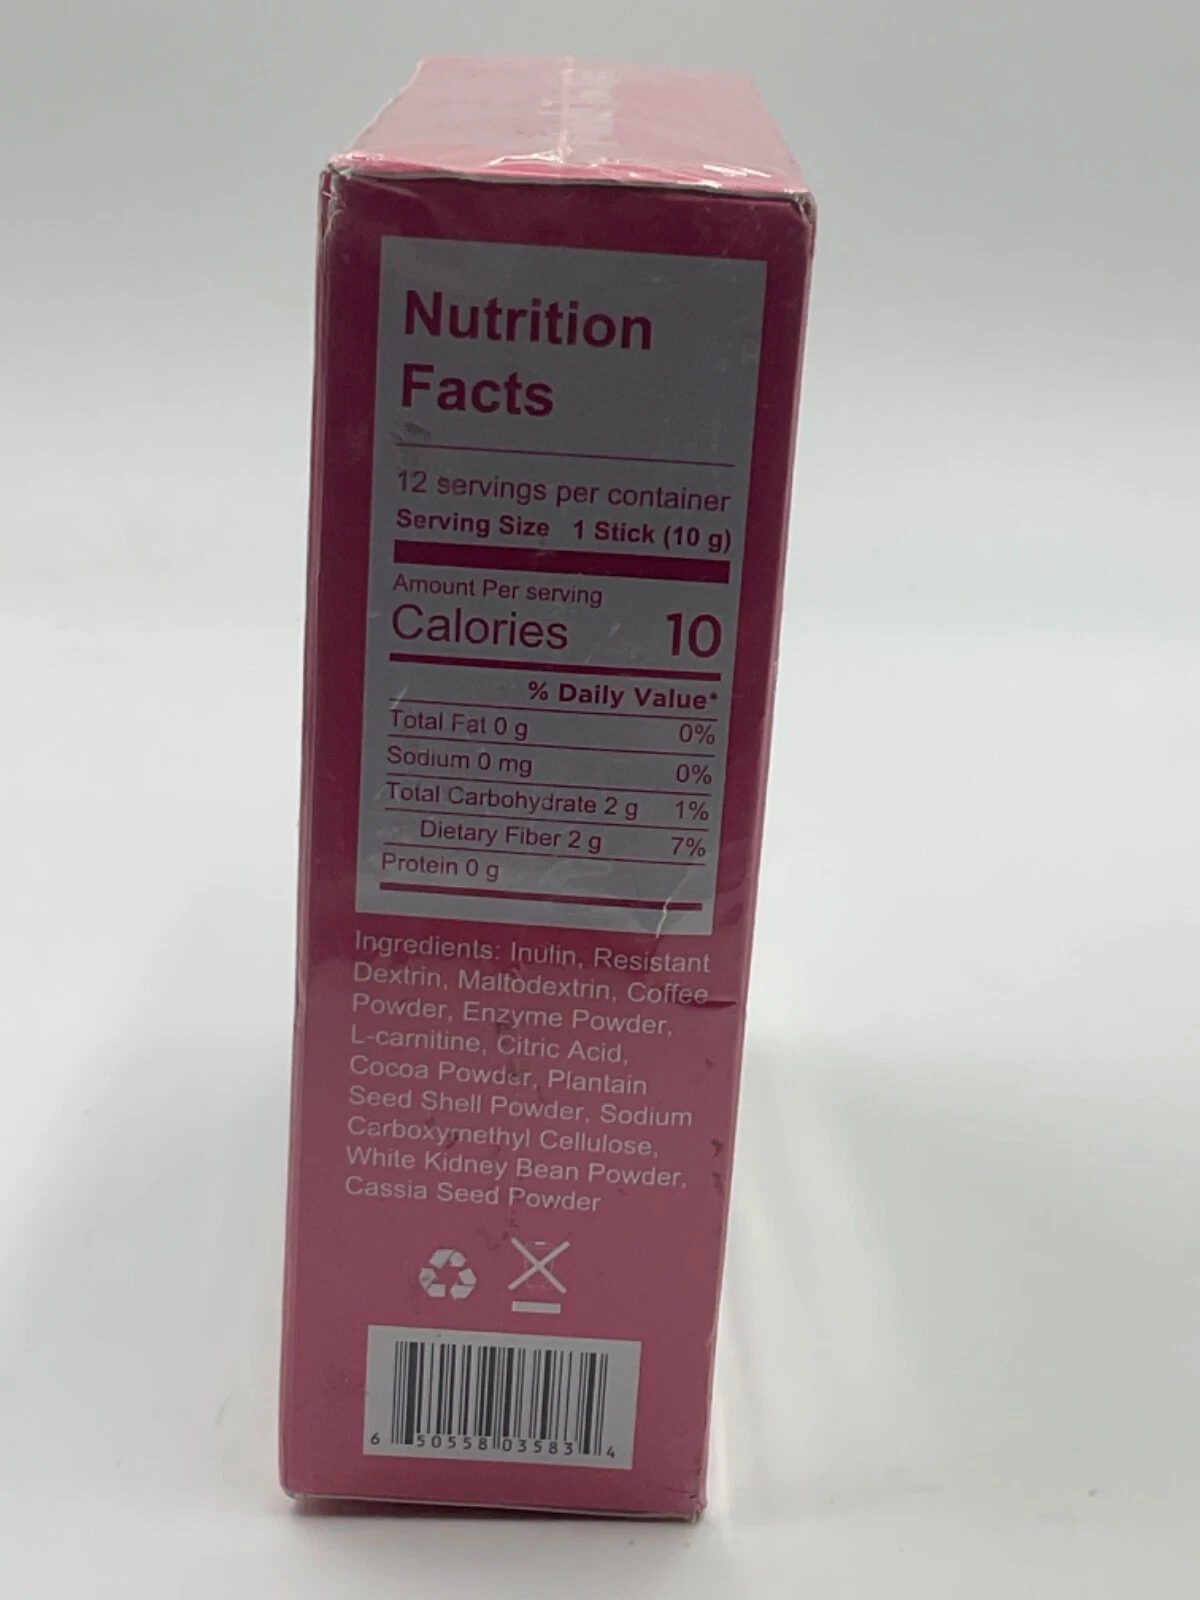 Nutrition
Facts
12 servings per container
Serving Size 1 Stick (10 g)
Amount Per serving
Calories 10
% Daily Value*
Total Fat 0 g 0%
Sodium 0 mg 0%
Total Carbohydrate 2 g 1%
Dietary Fiber 2 g 7%
Protein 0 g
Ingredients: Inulin, Resistant
Dextrin, Maltodextrin, Coffee
Powder, Enzyme Powder,
L-carnitine, Citric Acid,
Cocoa Powder, Plantain
Seed Shell Powder, Sodium
Carboxymethyl Cellulose,
White Kidney Bean Powder,
Cassia Seed Powder
6 50558 03583 4